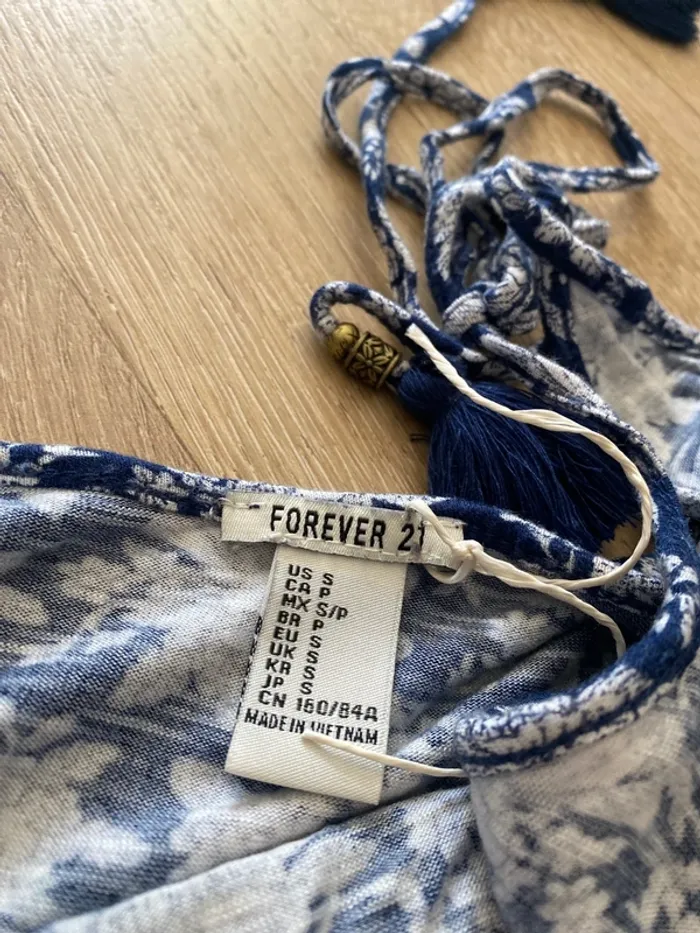 FOREVER 21
US S
CA P
MX S/P
BR P
EU S
UK S
KR S
JP S
CN 160/84A
MADE IN VIETNAM